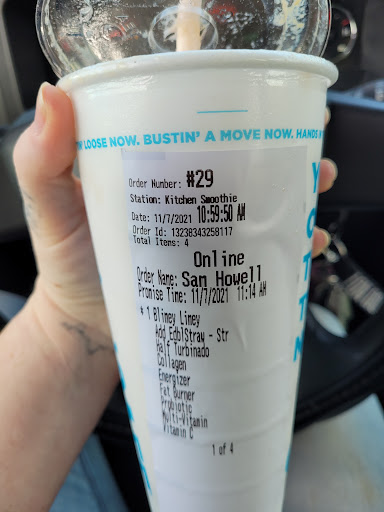 LOOSE NOW. BUSTIN' A MOVE NOW. HANDS
Order Number: #29
Station: Kitchen Smoothie
Date: 11/7/2021 10:59:50 AM
Order Id: 13238343258117
Total Items: 4
Online
Order Name: Sam Howell
Promise Time: 11/7/2021 11:14 AM
* 1 Bliney Liney
Add EdblStraw - Str
Half Turbinado
Collagen
Energizer
Fat Burner
Probiotic
Multi-Vitamin
Vitamin C
1 of 4